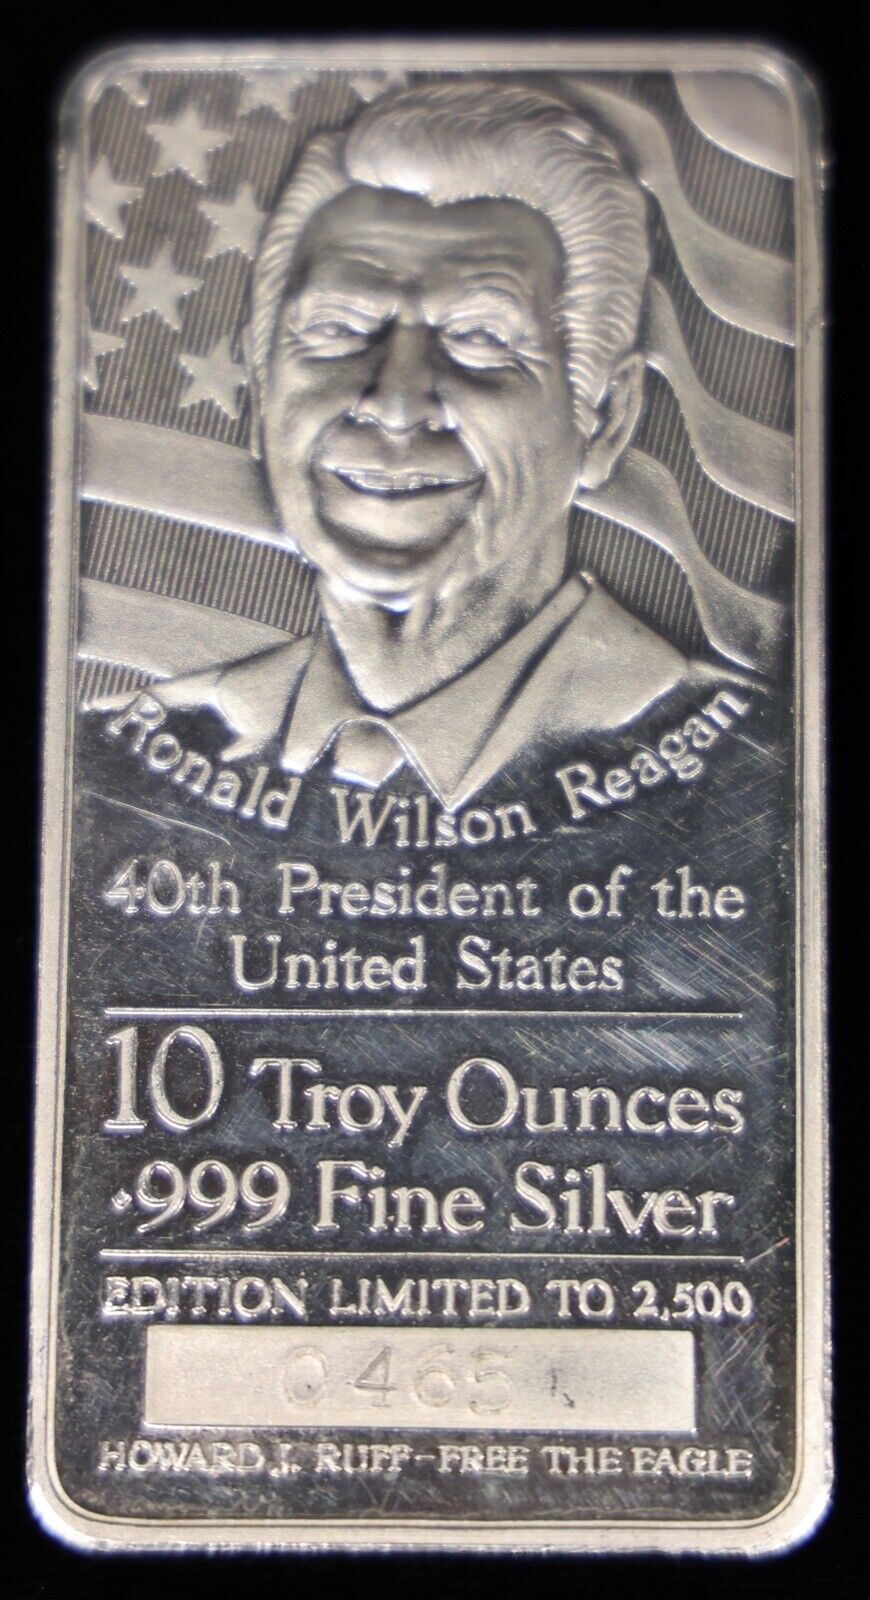 Ronald Wilson Reagan
40th President of the
United States
10 Troy Ounces
.999 Fine Silver
EDITION LIMITED TO 2,500
0465
HOWARD J. RUFF-FREE THE EAGLE